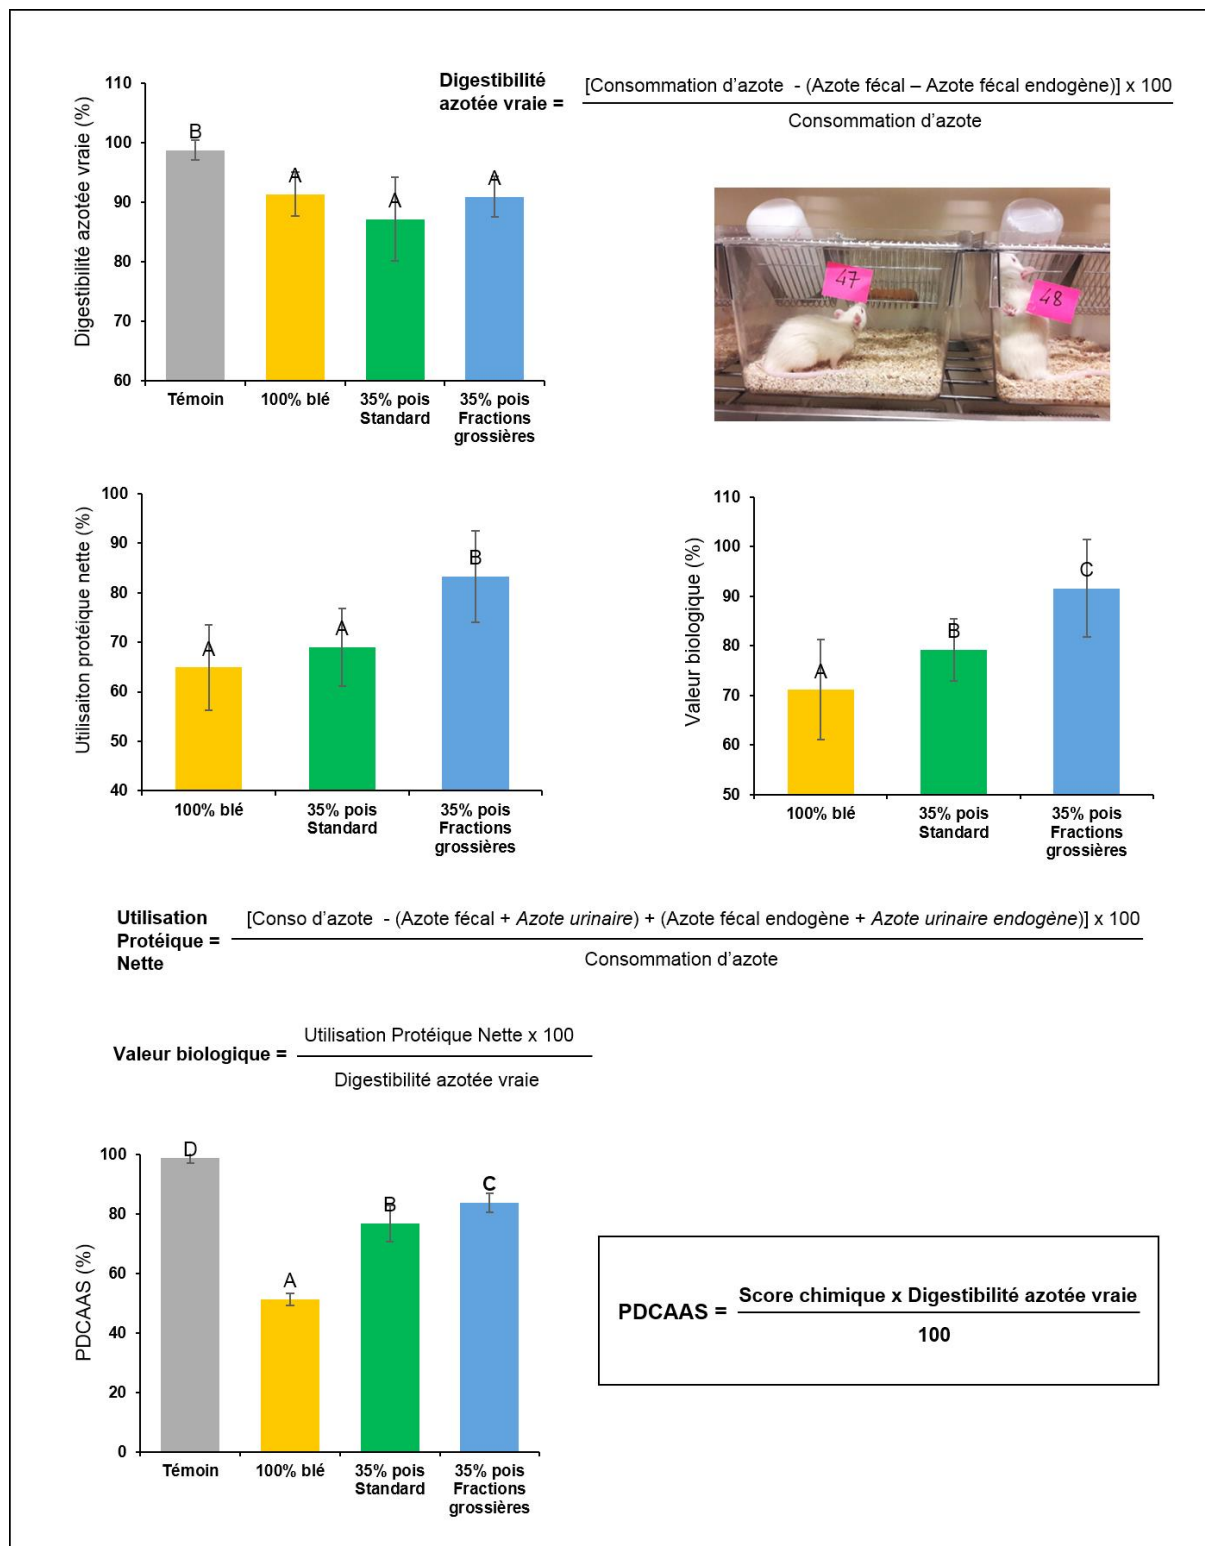 Digestibilité azotée vraie (%)
110
100
90
80
70
60
B
A
A
A
Témoin
100% blé
35% pois
Standard
35% pois
Fractions
grossières
Digestibilité
azotée vraie =
[Consommation d'azote - (Azote fécal – Azote fécal endogène)] x 100
Consommation d'azote
47
48
Utilisaiton protéique nette (%)
100
90
80
70
60
50
40
A
A
B
100% blé
35% pois
Standard
35% pois
Fractions
grossières
Valeur biologique (%)
110
100
90
80
70
60
50
A
B
C
100% blé
35% pois
Standard
35% pois
Fractions
grossières
Utilisation
Protéique =
Nette
[Conso d'azote - (Azote fécal + Azote urinaire) + (Azote fécal endogène + Azote urinaire endogène)] x 100
Consommation d'azote
Valeur biologique =
Utilisation Protéique Nette x 100
Digestibilité azotée vraie
PDCAAS (%)
100
80
60
40
20
0
D
A
B
C
Témoin
100% blé
35% pois
Standard
35% pois
Fractions
grossières
PDCAAS =
Score chimique x Digestibilité azotée vraie
100